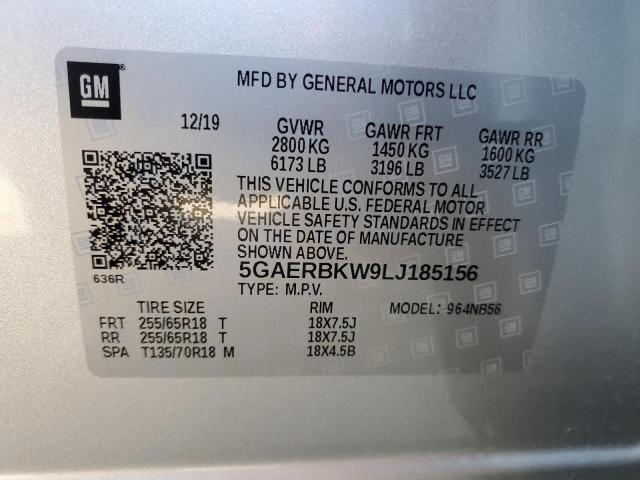 GM
MFD BY GENERAL MOTORS LLC
12/19 GVWR GAWR FRT GAWR RR
2800 KG 1450 KG 1600 KG
6173 LB 3196 LB 3527 LB
THIS VEHICLE CONFORMS TO ALL
APPLICABLE U.S. FEDERAL MOTOR
VEHICLE SAFETY STANDARDS IN EFFECT
ON THE DATE OF MANUFACTURE
SHOWN ABOVE.
636R
5GAERBKW9LJ185156
TYPE: M.P.V.
TIRE SIZE RIM MODEL: 964NB56
FRT 255/65R18 T 18X7.5J
RR 255/65R18 T 18X7.5J
SPA T135/70R18 M 18X4.5B